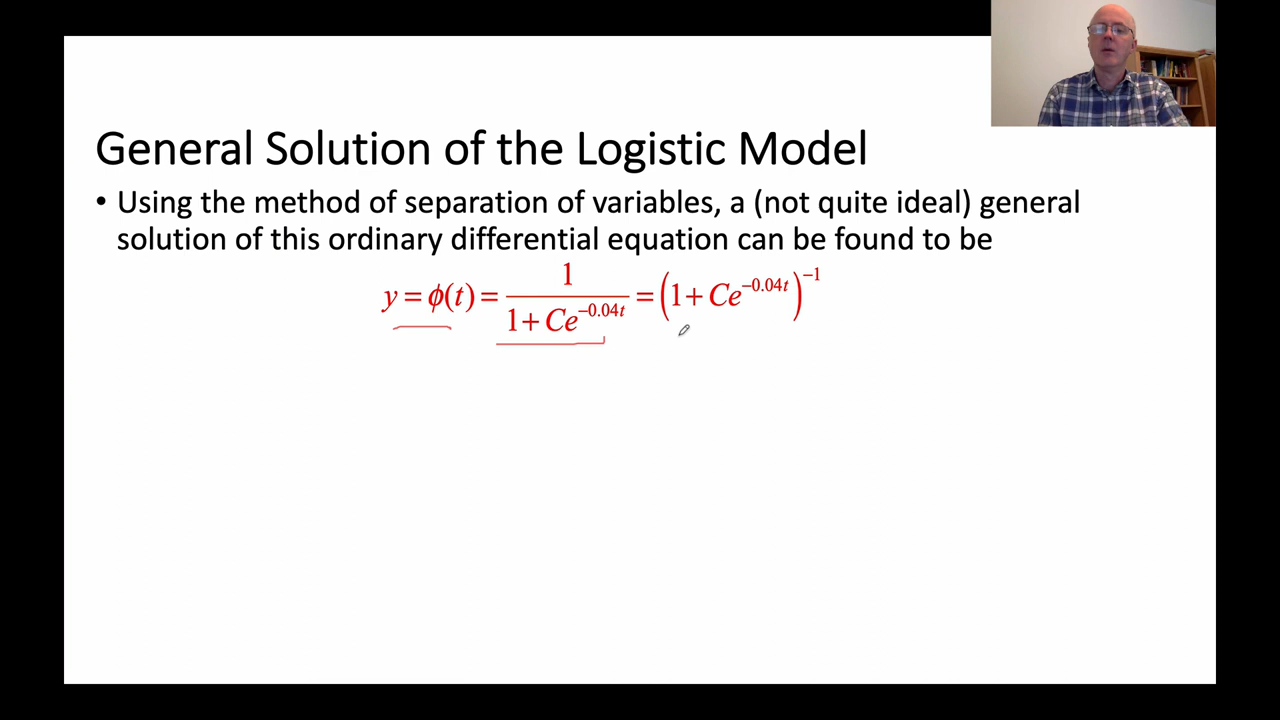 General Solution of the Logistic Model
• Using the method of separation of variables, a (not quite ideal) general
solution of this ordinary differential equation can be found to be
y = ϕ(t) = 1 / (1 + Ce^{−0.04t}) = (1 + Ce^{−0.04t})^{−1}